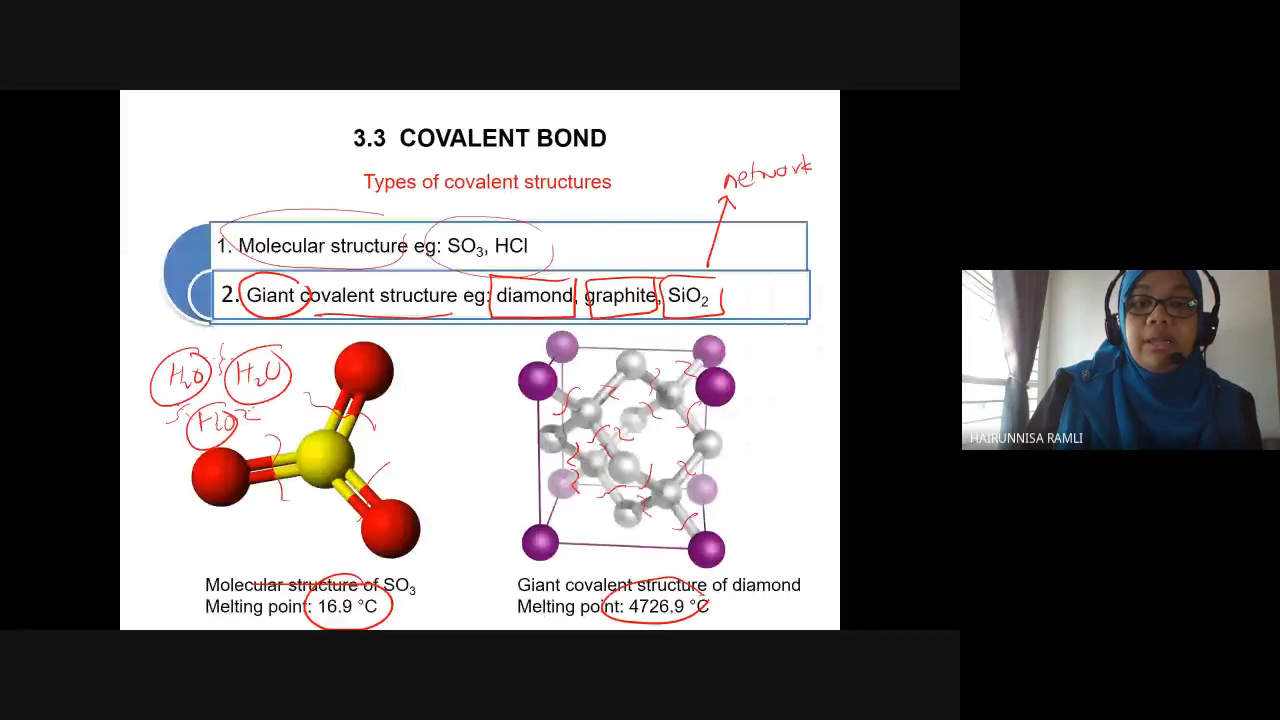 3.3 COVALENT BOND
Types of covalent structures
network
1. Molecular structure eg: SO₃, HCl
2. Giant covalent structure eg: diamond, graphite, SiO₂
H₂O H₂O
H₂O
Molecular structure of SO₃
Melting point: 16.9 °C
Giant covalent structure of diamond
Melting point: 4726.9 °C
HAIRUNNISA RAMLI